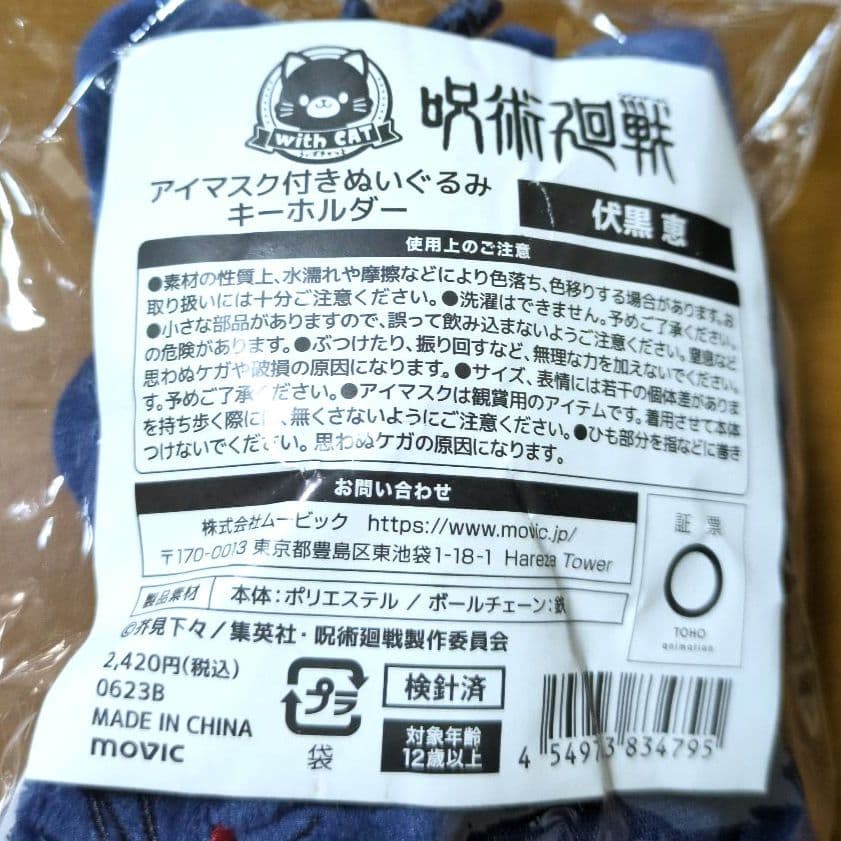 with CAT
うぃずきゃっと
呪術廻戦
アイマスク付きぬいぐるみ
キーホルダー
伏黒 恵
使用上のご注意
●素材の性質上、水濡れや摩擦などにより色落ち、色移りする場合があります。お
取り扱いには十分ご注意ください。●洗濯はできません。予めご了承ください。
●小さな部品がありますので、誤って飲み込まないようご注意ください。窒息など
の危険があります。●ぶつけたり、振り回すなど、無理な力を加えないでください。
思わぬケガや破損の原因になります。●サイズ、表情には若干の個体差がありま
す。予めご了承ください。●アイマスクは観賞用のアイテムです。着用させて本体
を持ち歩く際には、無くさないようにご注意ください。●ひも部分を指などに巻き
つけないでください。思わぬケガの原因になります。
お問い合わせ
株式会社ムービック https://www.movic.jp/
〒170-0013 東京都豊島区東池袋1-18-1 Hareza Tower
製品素材 本体:ポリエステル / ボールチェーン:鉄
©芥見下々/集英社・呪術廻戦製作委員会
2,420円(税込)
0623B
MADE IN CHINA
movic
プラ
袋
検針済
対象年齢
12歳以上
証票
TOHO
animation
4 549 73 834795